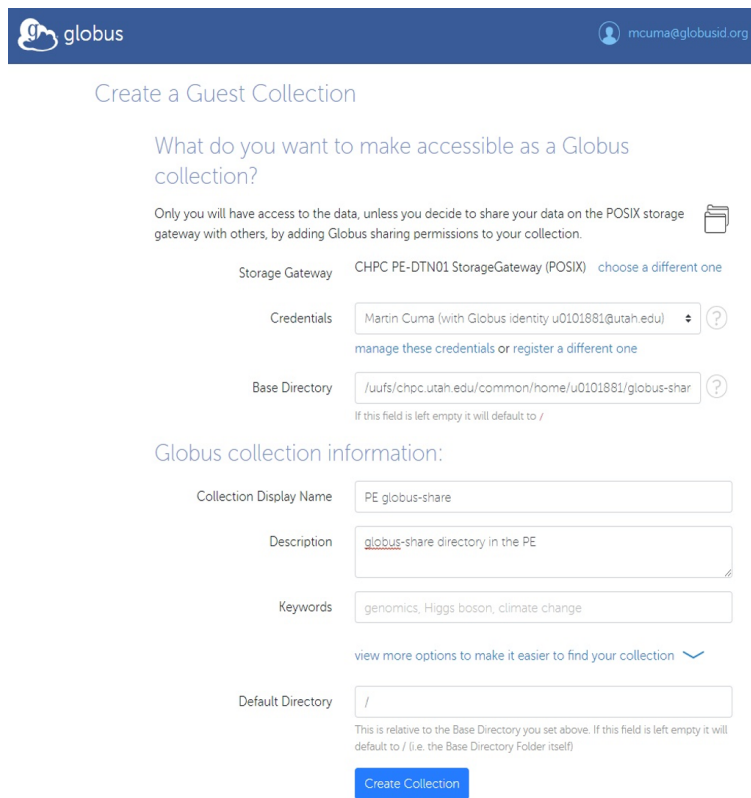 globus
mcuma@globusid.org
Create a Guest Collection
What do you want to make accessible as a Globus
collection?
Only you will have access to the data, unless you decide to share your data on the POSIX storage
gateway with others, by adding Globus sharing permissions to your collection.
Storage Gateway
CHPC PE-DTN01 StorageGateway (POSIX) choose a different one
Credentials
Martin Cuma (with Globus identity u0101881@utah.edu)
?
manage these credentials or register a different one
Base Directory
/uufs/chpc.utah.edu/common/home/u0101881/globus-shar
?
If this field is left empty it will default to /
Globus collection information:
Collection Display Name
PE globus-share
Description
globus-share directory in the PE
Keywords
genomics, Higgs boson, climate change
view more options to make it easier to find your collection
Default Directory
/
This is relative to the Base Directory you set above. If this field is left empty it will
default to / (i.e. the Base Directory Folder itself)
Create Collection